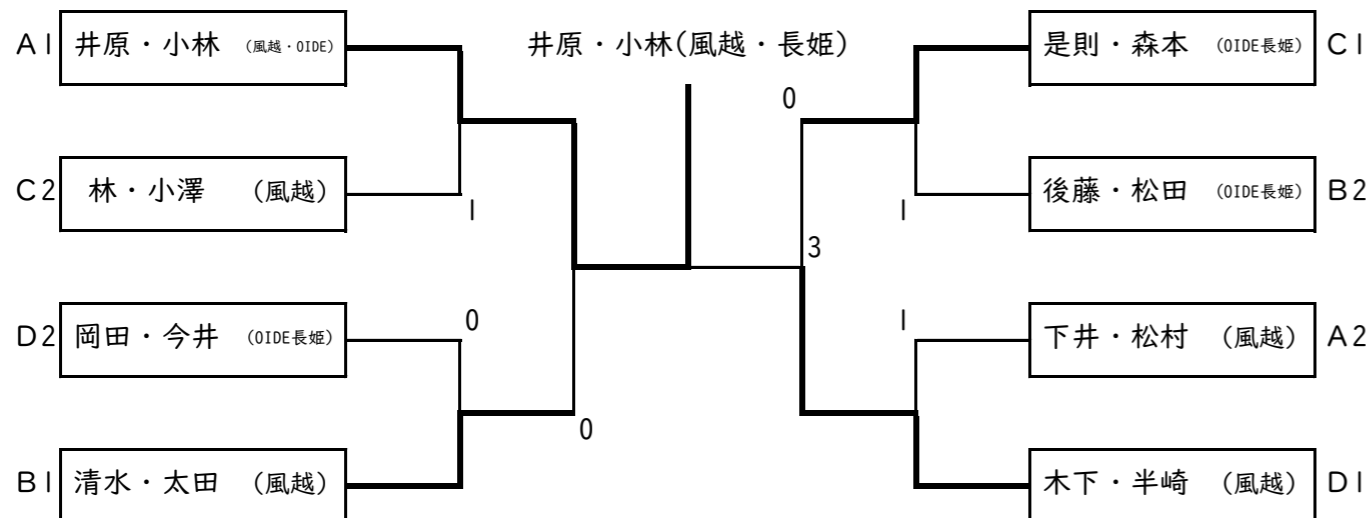 A1 井原・小林 (風越・OIDE)
井原・小林(風越・長姫)
是則・森本 (OIDE長姫) C1
0
C2 林・小澤 (風越)
後藤・松田 (OIDE長姫) B2
1
1
3
D2 岡田・今井 (OIDE長姫)
0
1
下井・松村 (風越) A2
0
B1 清水・太田 (風越)
木下・半崎 (風越) D1